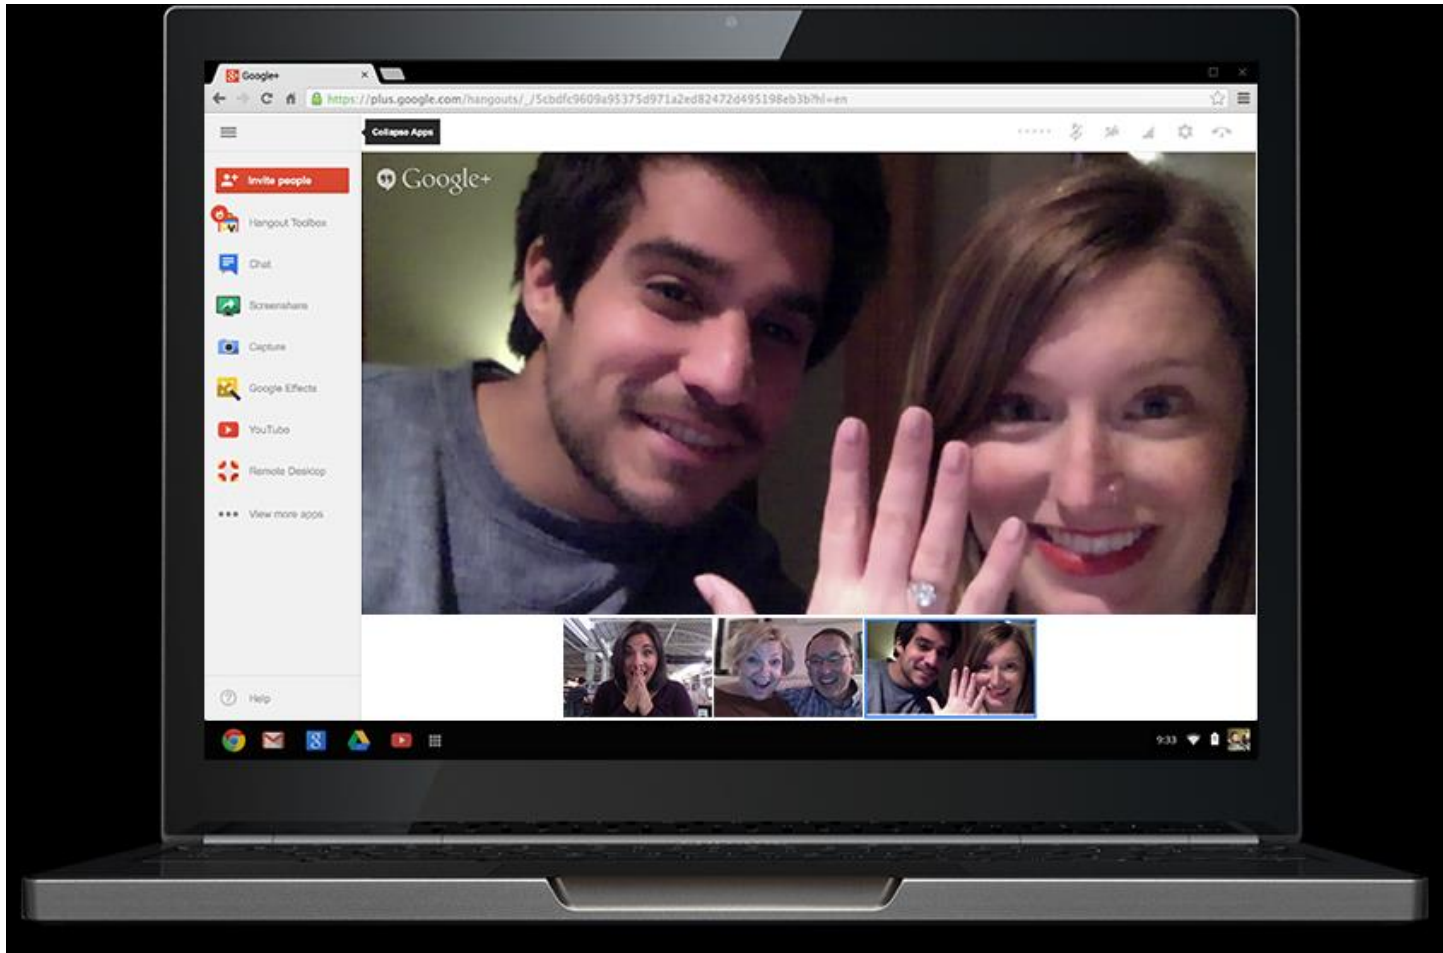 Google+
https://plus.google.com/hangouts/_/5cbdfc9609a95375d971a2ed82472d495198eb3b?hl=en
Collapse Apps
Invite people
Google+
Hangout Toolbox
Chat
Screenshare
Capture
Google Effects
YouTube
Remote Desktop
View more apps
Help
9:33